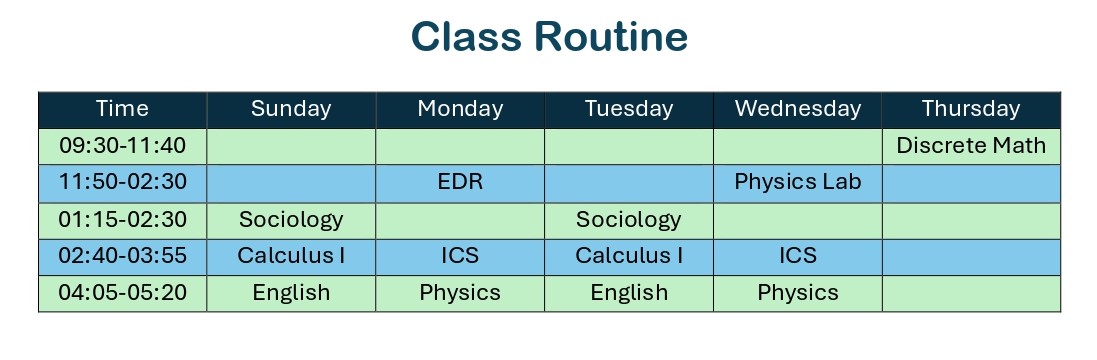 Class Routine
Time Sunday Monday Tuesday Wednesday Thursday
09:30-11:40 Discrete Math
11:50-02:30 EDR Physics Lab
01:15-02:30 Sociology Sociology
02:40-03:55 Calculus I ICS Calculus I ICS
04:05-05:20 English Physics English Physics